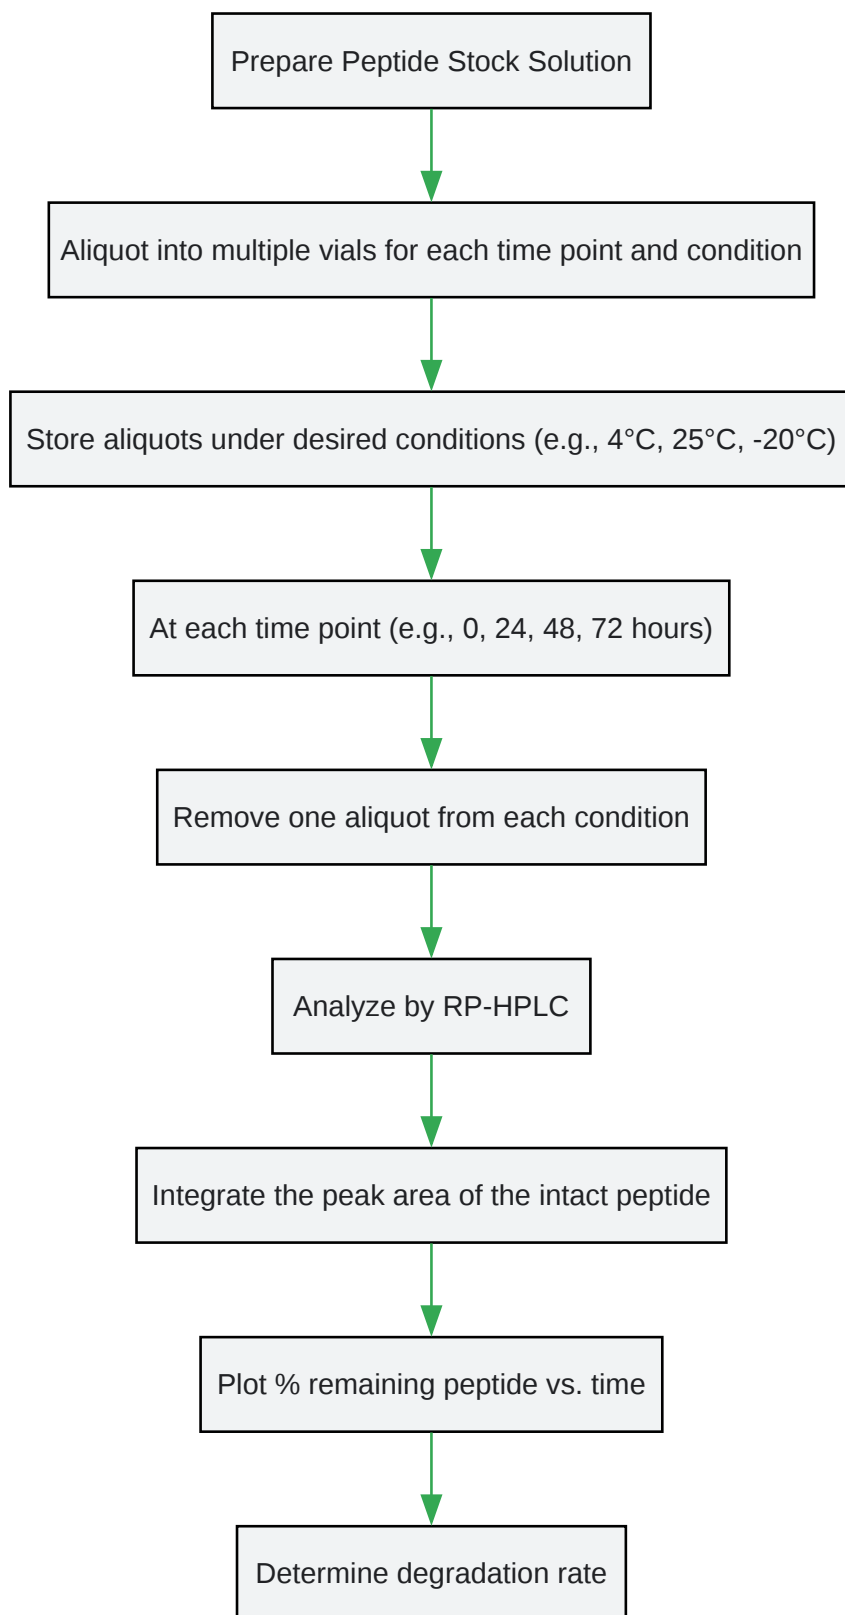 Prepare Peptide Stock Solution
Aliquot into multiple vials for each time point and condition
Store aliquots under desired conditions (e.g., 4°C, 25°C, -20°C)
At each time point (e.g., 0, 24, 48, 72 hours)
Remove one aliquot from each condition
Analyze by RP-HPLC
Integrate the peak area of the intact peptide
Plot % remaining peptide vs. time
Determine degradation rate